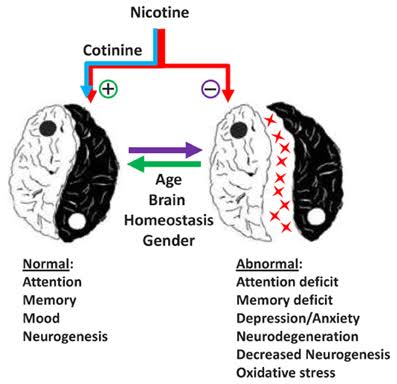 Nicotine
Cotinine
+
−
Age
Brain
Homeostasis
Gender
Normal:
Attention
Memory
Mood
Neurogenesis
Abnormal:
Attention deficit
Memory deficit
Depression/Anxiety
Neurodegeneration
Decreased Neurogenesis
Oxidative stress